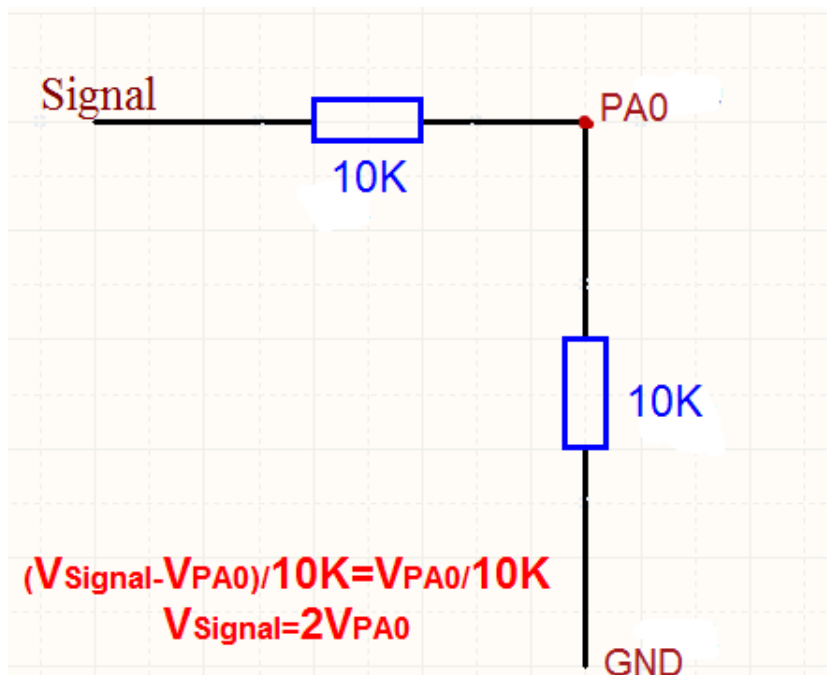 Signal
PA0
10K
10K
(VSignal-VPA0)/10K=VPA0/10K
VSignal=2VPA0
GND